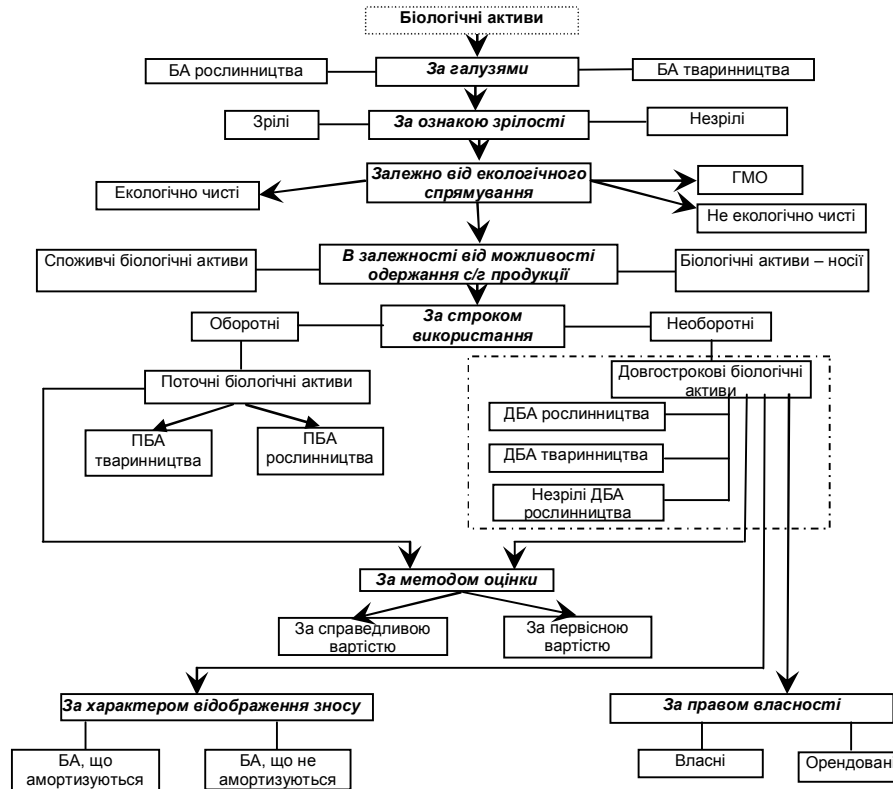 Біологічні активи
БА рослинництва
За галузями
БА тваринництва
Зрілі
За ознакою зрілості
Незрілі
Екологічно чисті
Залежно від екологічного
спрямування
ГМО
Не екологічно чисті
Споживчі біологічні активи
В залежності від можливості
одержання с/г продукції
Біологічні активи – носії
Оборотні
За строком
використання
Необоротні
Поточні біологічні активи
Довгострокові біологічні
активи
ПБА
тваринництва
ПБА
рослинництва
ДБА рослинництва
ДБА тваринництва
Незрілі ДБА
рослинництва
За методом оцінки
За справедливою
вартістю
За первісною
вартістю
За характером відображення зносу
За правом власності
БА, що
амортизуються
БА, що не
амортизуються
Власні
Орендован